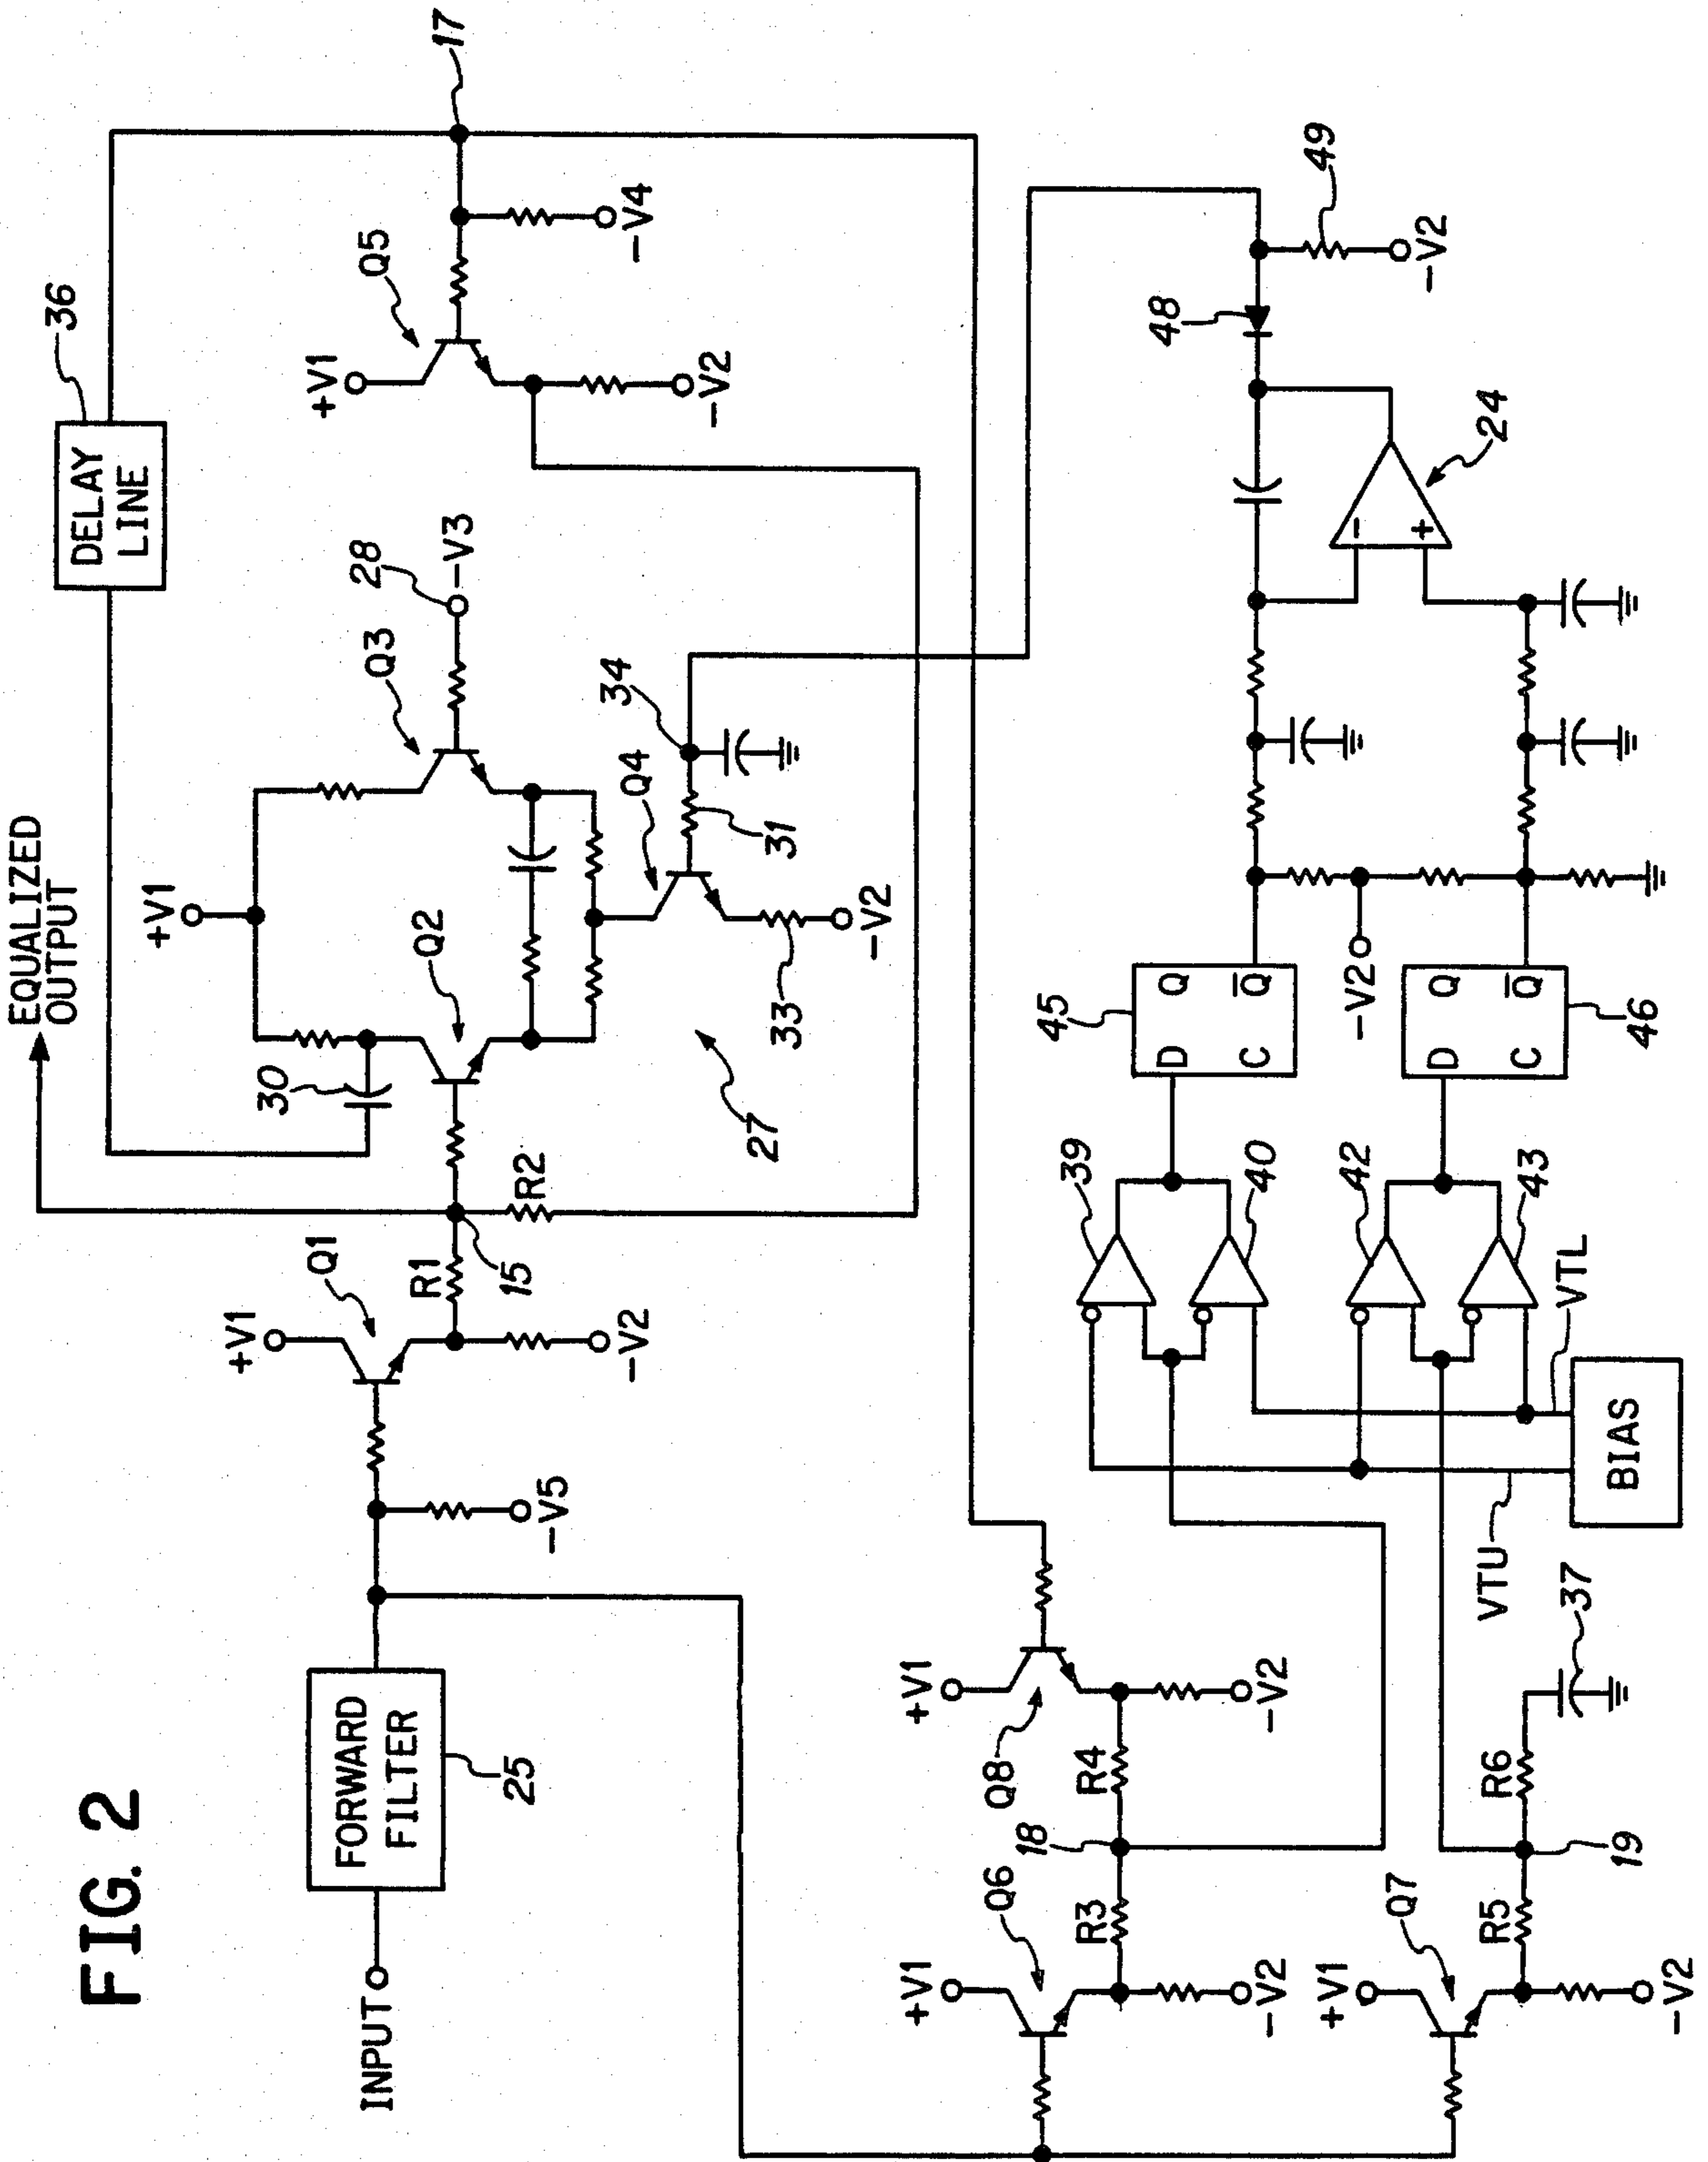 FIG. 2
EQUALIZED
OUTPUT
DELAY
LINE
36
17
+V1
Q5
-V4
-V2
Q3
28
-V3
30
Q2
34
Q4
31
33
-V2
27
+V1
Q1
R1
R2
15
-V2
-V5
INPUT
FORWARD
FILTER
25
48
49
-V2
-
+
24
45
D
Q
C
Q̅
-V2
46
D
Q
C
Q̅
39
40
42
43
VTL
VTU
BIAS
+V1
Q8
-V2
+V1
Q6
R3
18
R4
-V2
+V1
Q7
R5
19
R6
37
-V2
+V1